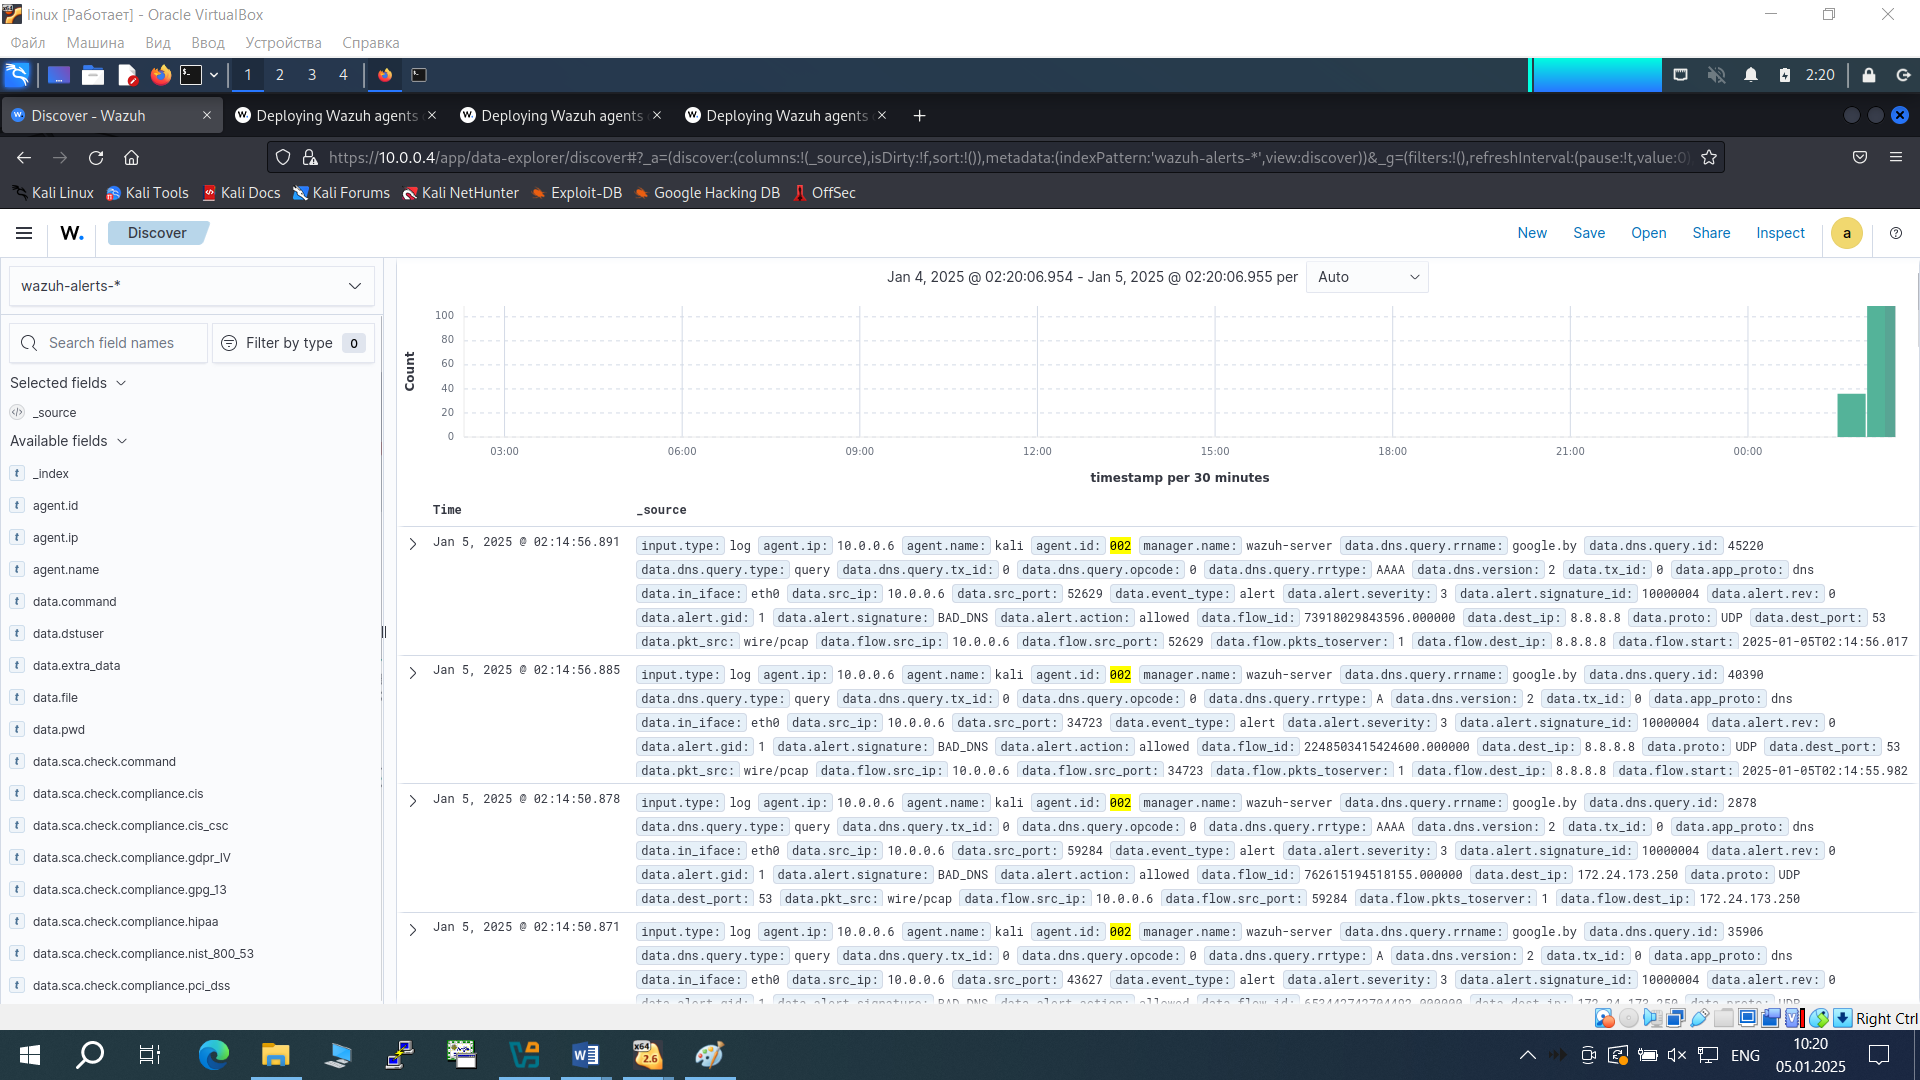 linux [Работает] - Oracle VirtualBox
Файл Машина Вид Ввод Устройства Справка
1 2 3 4 2:20
Discover - Wazuh Deploying Wazuh agents Deploying Wazuh agents Deploying Wazuh agents
https://10.0.0.4/app/data-explorer/discover#?_a=(discover:(columns:!(_source),isDirty:!f,sort:!()),metadata:(indexPattern:'wazuh-alerts-*',view:discover))&_g=(filters:!(),refreshInterval:(pause:!t,value:0)
Kali Linux Kali Tools Kali Docs Kali Forums Kali NetHunter Exploit-DB Google Hacking DB OffSec
W. Discover New Save Open Share Inspect a
wazuh-alerts-*
Search field names Filter by type 0
Selected fields
_source
Available fields
_index
agent.id
agent.ip
agent.name
data.command
data.dstuser
data.extra_data
data.file
data.pwd
data.sca.check.command
data.sca.check.compliance.cis
data.sca.check.compliance.cis_csc
data.sca.check.compliance.gdpr_IV
data.sca.check.compliance.gpg_13
data.sca.check.compliance.hipaa
data.sca.check.compliance.nist_800_53
data.sca.check.compliance.pci_dss
Jan 4, 2025 @ 02:20:06.954 - Jan 5, 2025 @ 02:20:06.955 per Auto
Count
100
80
60
40
20
0
03:00 06:00 09:00 12:00 15:00 18:00 21:00 00:00
timestamp per 30 minutes
Time _source
Jan 5, 2025 @ 02:14:56.891 input.type: log agent.ip: 10.0.0.6 agent.name: kali agent.id: 002 manager.name: wazuh-server data.dns.query.rrname: google.by data.dns.query.id: 45220
data.dns.query.type: query data.dns.query.tx_id: 0 data.dns.query.opcode: 0 data.dns.query.rrtype: AAAA data.dns.version: 2 data.tx_id: 0 data.app_proto: dns
data.in_iface: eth0 data.src_ip: 10.0.0.6 data.src_port: 52629 data.event_type: alert data.alert.severity: 3 data.alert.signature_id: 10000004 data.alert.rev: 0
data.alert.gid: 1 data.alert.signature: BAD_DNS data.alert.action: allowed data.flow_id: 73918029843596.000000 data.dest_ip: 8.8.8.8 data.proto: UDP data.dest_port: 53
data.pkt_src: wire/pcap data.flow.src_ip: 10.0.0.6 data.flow.src_port: 52629 data.flow.pkts_toserver: 1 data.flow.dest_ip: 8.8.8.8 data.flow.start: 2025-01-05T02:14:56.017
Jan 5, 2025 @ 02:14:56.885 input.type: log agent.ip: 10.0.0.6 agent.name: kali agent.id: 002 manager.name: wazuh-server data.dns.query.rrname: google.by data.dns.query.id: 40390
data.dns.query.type: query data.dns.query.tx_id: 0 data.dns.query.opcode: 0 data.dns.query.rrtype: A data.dns.version: 2 data.tx_id: 0 data.app_proto: dns
data.in_iface: eth0 data.src_ip: 10.0.0.6 data.src_port: 34723 data.event_type: alert data.alert.severity: 3 data.alert.signature_id: 10000004 data.alert.rev: 0
data.alert.gid: 1 data.alert.signature: BAD_DNS data.alert.action: allowed data.flow_id: 2248503415424600.000000 data.dest_ip: 8.8.8.8 data.proto: UDP data.dest_port: 53
data.pkt_src: wire/pcap data.flow.src_ip: 10.0.0.6 data.flow.src_port: 34723 data.flow.pkts_toserver: 1 data.flow.dest_ip: 8.8.8.8 data.flow.start: 2025-01-05T02:14:55.982
Jan 5, 2025 @ 02:14:50.878 input.type: log agent.ip: 10.0.0.6 agent.name: kali agent.id: 002 manager.name: wazuh-server data.dns.query.rrname: google.by data.dns.query.id: 2878
data.dns.query.type: query data.dns.query.tx_id: 0 data.dns.query.opcode: 0 data.dns.query.rrtype: AAAA data.dns.version: 2 data.tx_id: 0 data.app_proto: dns
data.in_iface: eth0 data.src_ip: 10.0.0.6 data.src_port: 59284 data.event_type: alert data.alert.severity: 3 data.alert.signature_id: 10000004 data.alert.rev: 0
data.alert.gid: 1 data.alert.signature: BAD_DNS data.alert.action: allowed data.flow_id: 762615194518155.000000 data.dest_ip: 172.24.173.250 data.proto: UDP
data.dest_port: 53 data.pkt_src: wire/pcap data.flow.src_ip: 10.0.0.6 data.flow.src_port: 59284 data.flow.pkts_toserver: 1 data.flow.dest_ip: 172.24.173.250
Jan 5, 2025 @ 02:14:50.871 input.type: log agent.ip: 10.0.0.6 agent.name: kali agent.id: 002 manager.name: wazuh-server data.dns.query.rrname: google.by data.dns.query.id: 35906
data.dns.query.type: query data.dns.query.tx_id: 0 data.dns.query.opcode: 0 data.dns.query.rrtype: A data.dns.version: 2 data.tx_id: 0 data.app_proto: dns
data.in_iface: eth0 data.src_ip: 10.0.0.6 data.src_port: 43627 data.event_type: alert data.alert.severity: 3 data.alert.signature_id: 10000004 data.alert.rev: 0
data.alert.gid: 1 data.alert.signature: BAD_DNS data.alert.action: allowed data.flow_id: data.dest_ip: 172.24.173.250 data.proto: UDP
Right Ctrl
x64 2.6
ENG 10:20
05.01.2025